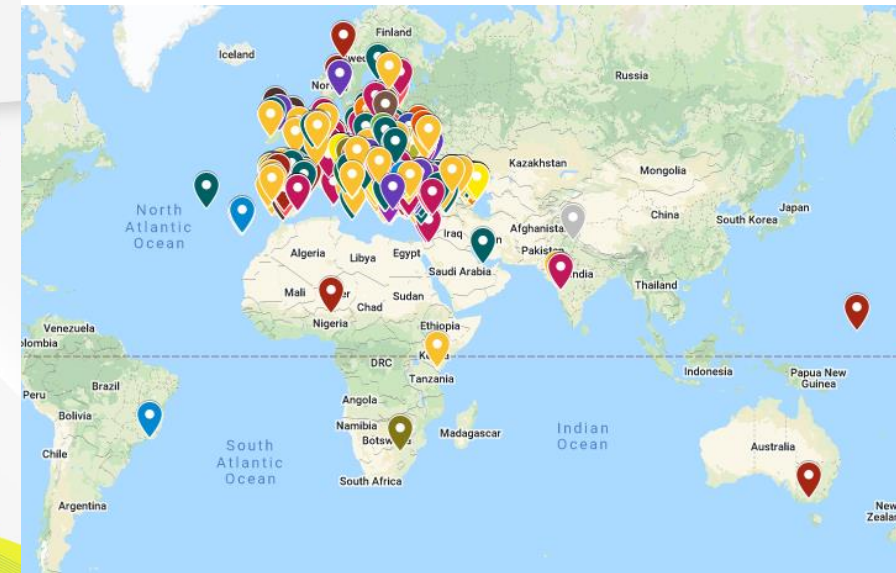 Finland
Iceland
Russia
Kazakhstan
Mongolia
North
Atlantic
Ocean
China
South Korea
Japan
Iraq
Afghanista
Pakistan
India
Algeria
Libya
Egypt
Saudi Arabia
Thailand
Mali
Chad
Sudan
Nigeria
Ethiopia
Venezuela
olombia
DRC
Tanzania
Indonesia
Papua New
Guinea
Peru
Brazil
Angola
Bolivia
Namibia
Madagascar
Indian
Ocean
Chile
South
Atlantic
Ocean
Australia
South Africa
Argentina
New
Zealan